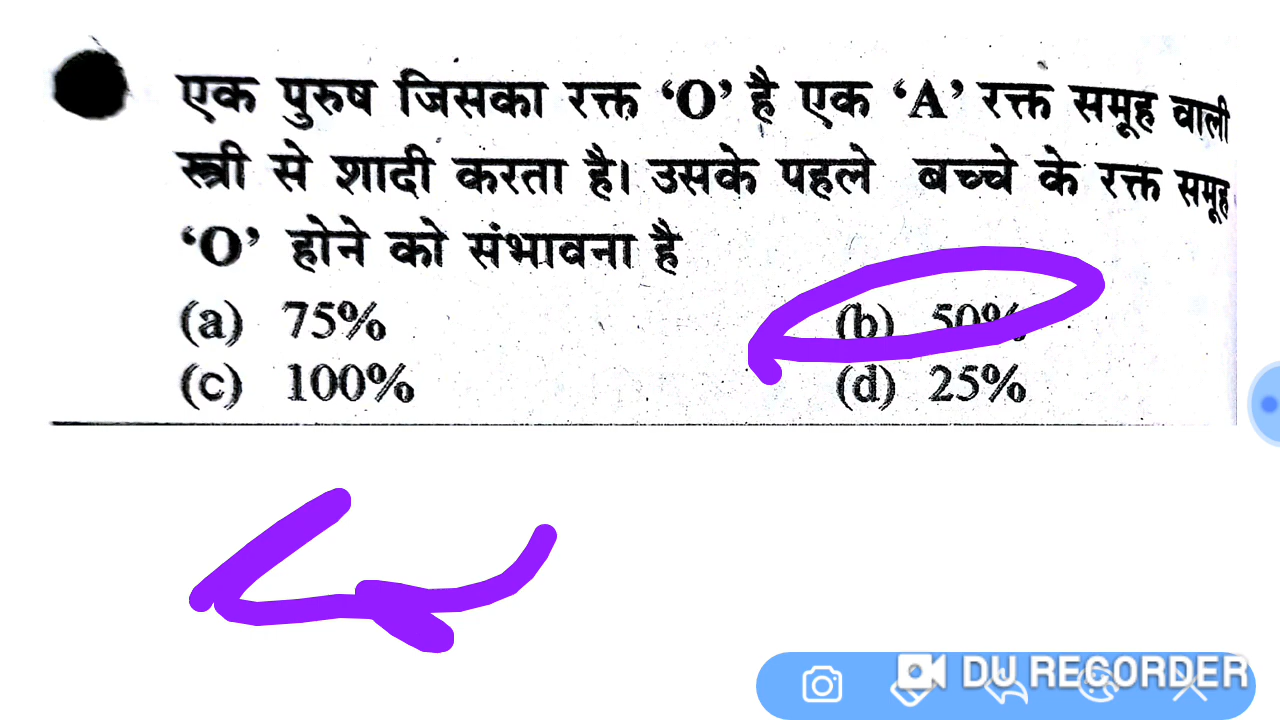 एक पुरुष जिसका रक्त ‘O’ है एक ‘A’ रक्त समूह वाली
स्त्री से शादी करता है। उसके पहले बच्चे के रक्त समूह
‘O’ होने को संभावना है
(a) 75% (b) 50%
(c) 100% (d) 25%
DU RECORDER